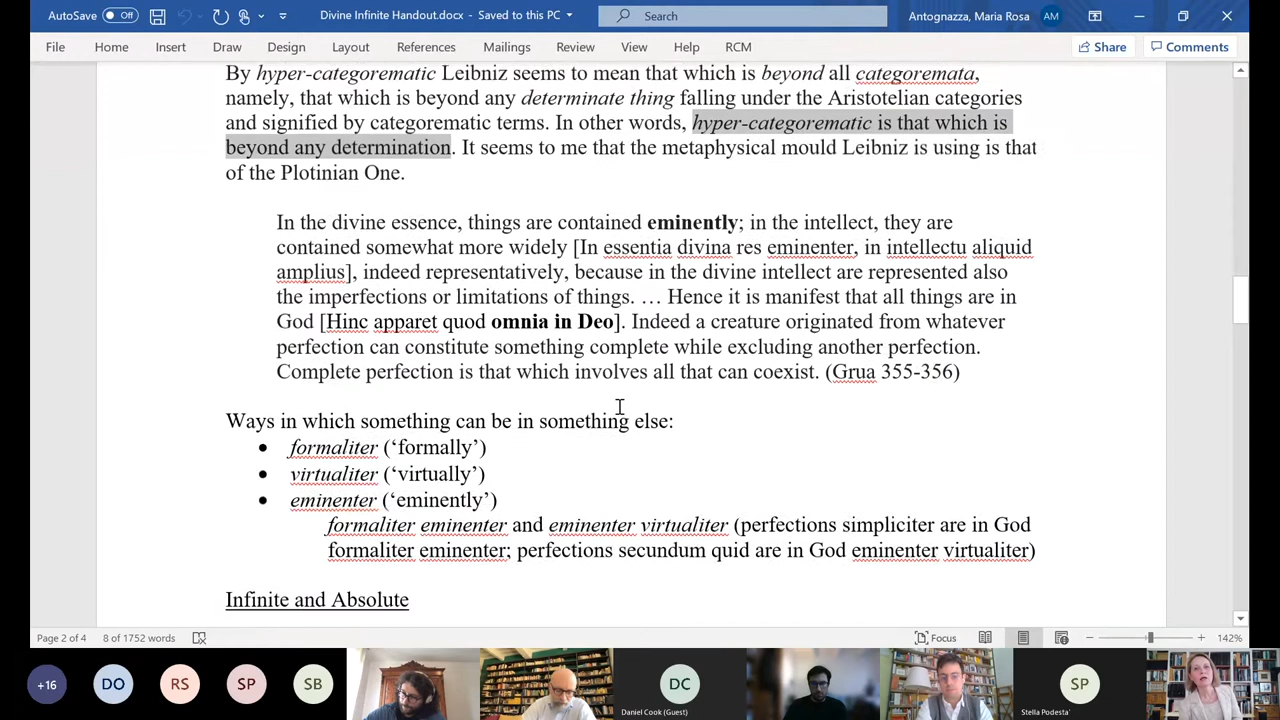 AutoSave Off Divine Infinite Handout.docx - Saved to this PC Search Antognazza, Maria Rosa AM
File Home Insert Draw Design Layout References Mailings Review View Help RCM Share Comments
By hyper-categorematic Leibniz seems to mean that which is beyond all categoremata,
namely, that which is beyond any determinate thing falling under the Aristotelian categories
and signified by categorematic terms. In other words, hyper-categorematic is that which is
beyond any determination. It seems to me that the metaphysical mould Leibniz is using is that
of the Plotinian One.
In the divine essence, things are contained eminently; in the intellect, they are
contained somewhat more widely [In essentia divina res eminenter, in intellectu aliquid
amplius], indeed representatively, because in the divine intellect are represented also
the imperfections or limitations of things. … Hence it is manifest that all things are in
God [Hinc apparet quod omnia in Deo]. Indeed a creature originated from whatever
perfection can constitute something complete while excluding another perfection.
Complete perfection is that which involves all that can coexist. (Grua 355-356)
Ways in which something can be in something else:
• formaliter (‘formally’)
• virtualiter (‘virtually’)
• eminenter (‘eminently’)
formaliter eminenter and eminenter virtualiter (perfections simpliciter are in God
formaliter eminenter; perfections secundum quid are in God eminenter virtualiter)
Infinite and Absolute
Page 2 of 4 8 of 1752 words Focus 142%
+16 DO RS SP SB DC SP
Daniel Cook (Guest) Stella Podesta'